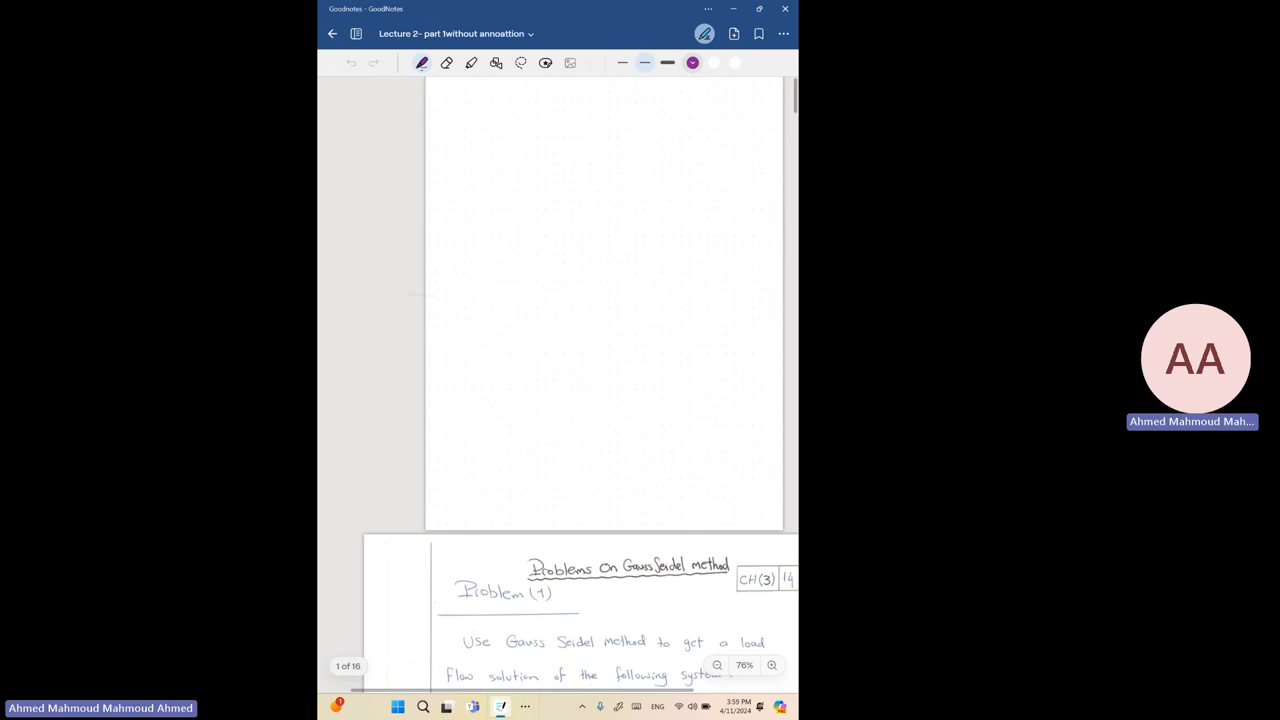 Goodnotes - GoodNotes
Lecture 2- part 1without annoattion
Problems on Gauss Seidel method
CH(3) 14
Problem (1)
Use Gauss Seidel method to get a load
flow solution of the following system
1 of 16
76%
AA
Ahmed Mahmoud Mah...
Ahmed Mahmoud Mahmoud Ahmed
1
ENG
3:59 PM
4/11/2024